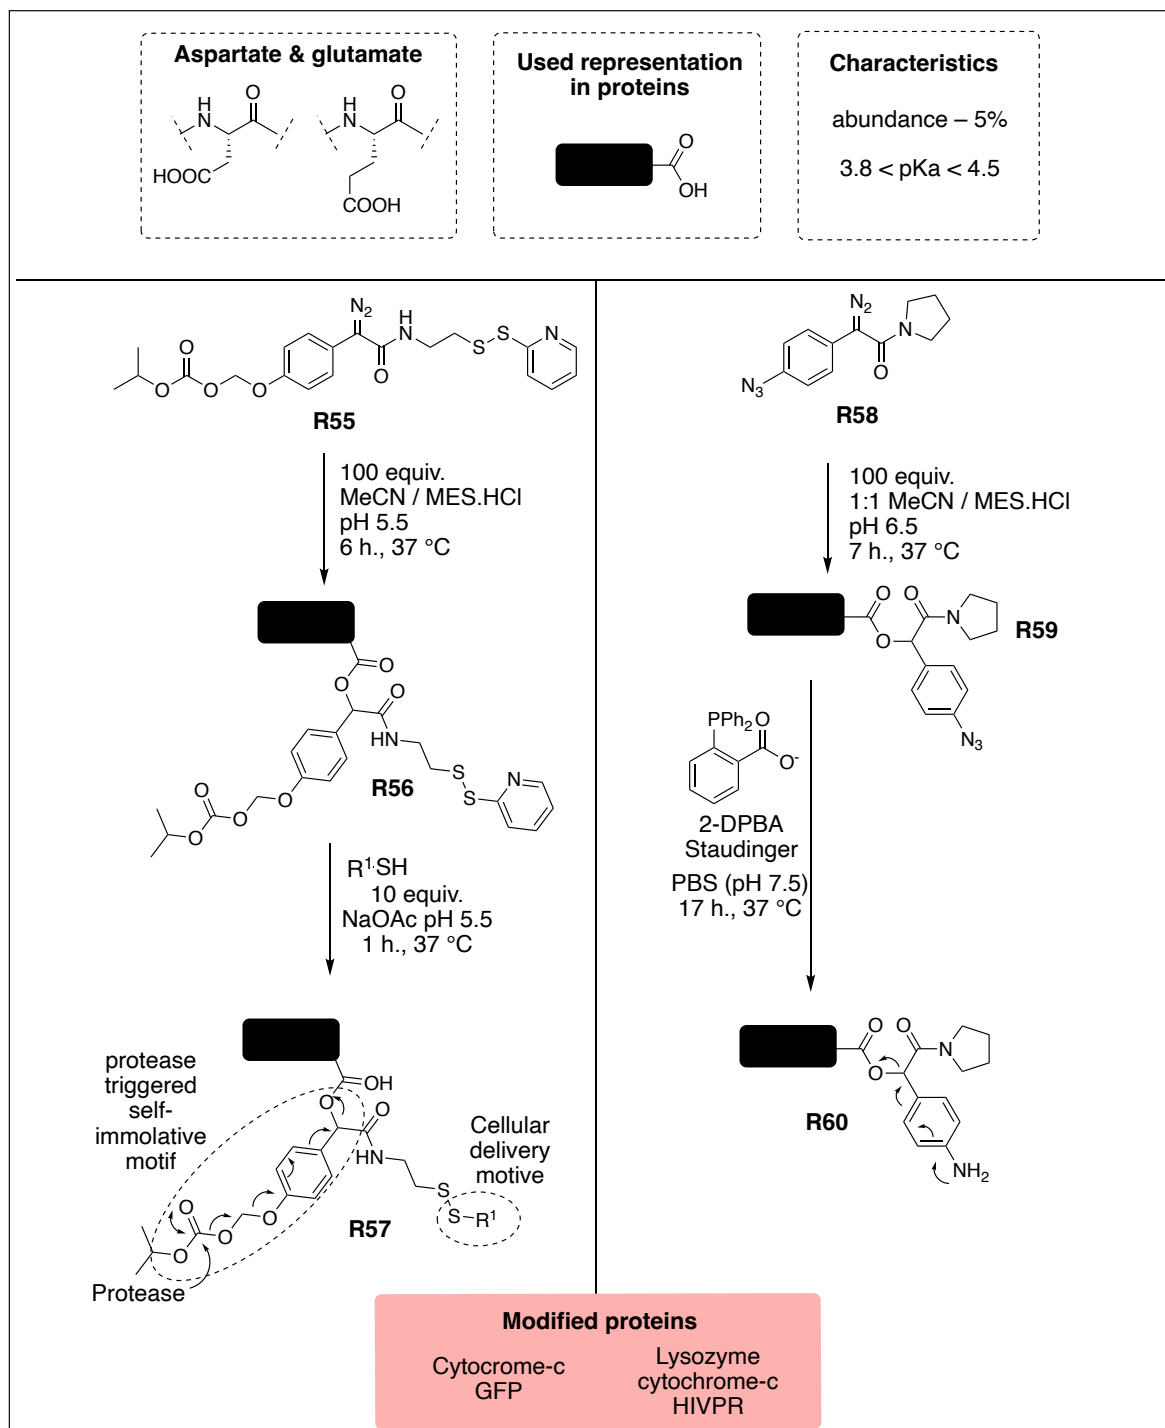 Aspartate & glutamate
H
N
O
HOOC
H
N
O
COOH
Used representation
in proteins
O
OH
Characteristics
abundance – 5%
3.8 < pKa < 4.5
N2
H
N
O
S
S
N
O
O
O
O
R55
100 equiv.
MeCN / MES.HCl
pH 5.5
6 h., 37 °C
O
O
O
HN
S
S
N
O
O
O
O
R56
R1.SH
10 equiv.
NaOAc pH 5.5
1 h., 37 °C
OH
O
O
HN
S
S–R1
O
O
O
O
protease
triggered
self-
immolative
motif
Cellular
delivery
motive
R57
Protease
N2
N
O
N3
R58
100 equiv.
1:1 MeCN / MES.HCl
pH 6.5
7 h., 37 °C
O
O
O
N
N3
R59
PPh2
O
O-
2-DPBA
Staudinger
PBS (pH 7.5)
17 h., 37 °C
O
O
O
N
NH2
R60
Modified proteins
Cytocrome-c
GFP
Lysozyme
cytochrome-c
HIVPR